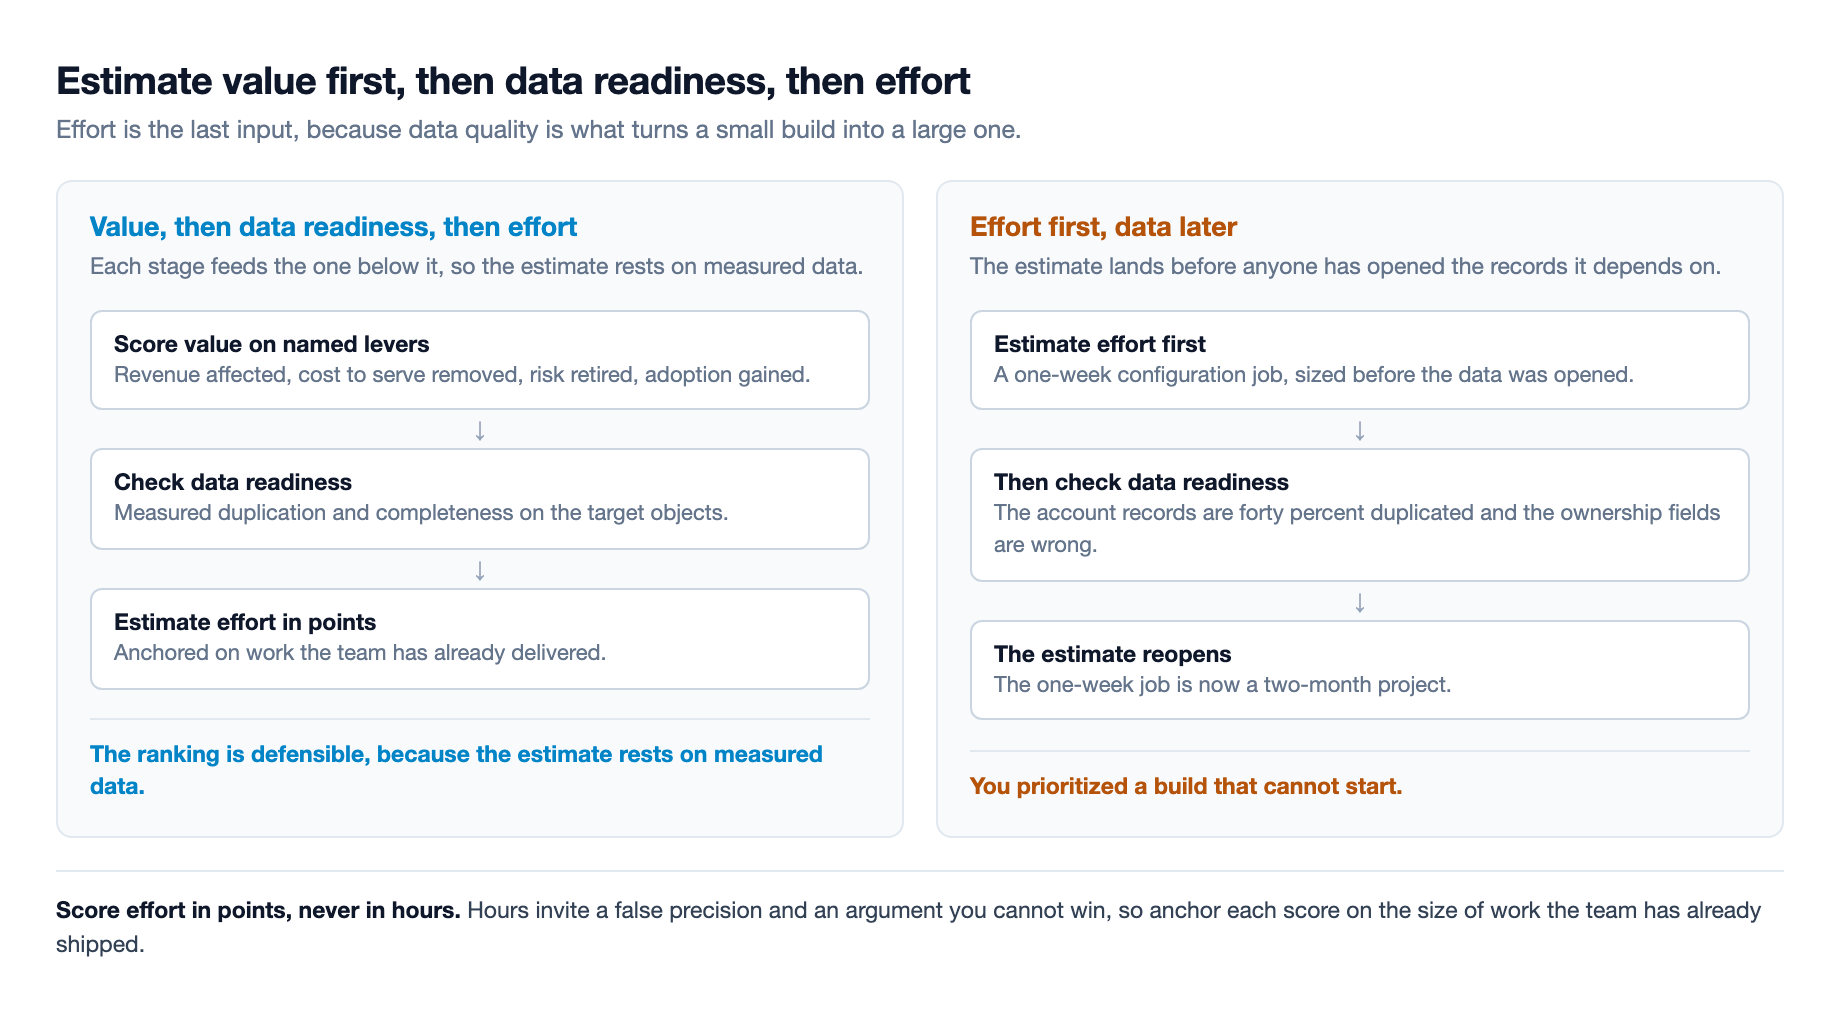 Estimate value first, then data readiness, then effort
Effort is the last input, because data quality is what turns a small build into a large one.
Value, then data readiness, then effort
Each stage feeds the one below it, so the estimate rests on measured data.
Score value on named levers
Revenue affected, cost to serve removed, risk retired, adoption gained.
↓
Check data readiness
Measured duplication and completeness on the target objects.
↓
Estimate effort in points
Anchored on work the team has already delivered.
The ranking is defensible, because the estimate rests on measured
data.
Effort first, data later
The estimate lands before anyone has opened the records it depends on.
Estimate effort first
A one-week configuration job, sized before the data was opened.
↓
Then check data readiness
The account records are forty percent duplicated and the ownership fields
are wrong.
↓
The estimate reopens
The one-week job is now a two-month project.
You prioritized a build that cannot start.
Score effort in points, never in hours. Hours invite a false precision and an argument you cannot win, so anchor each score on the size of work the team has already
shipped.